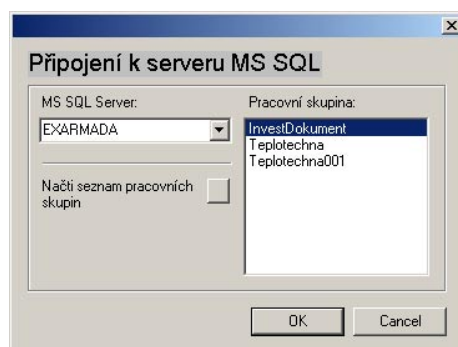 Připojení k serveru MS SQL
MS SQL Server:
EXARMADA
Načti seznam pracovních
skupin
Pracovní skupina:
InvestDokument
Teplotechna
Teplotechna001
OK
Cancel